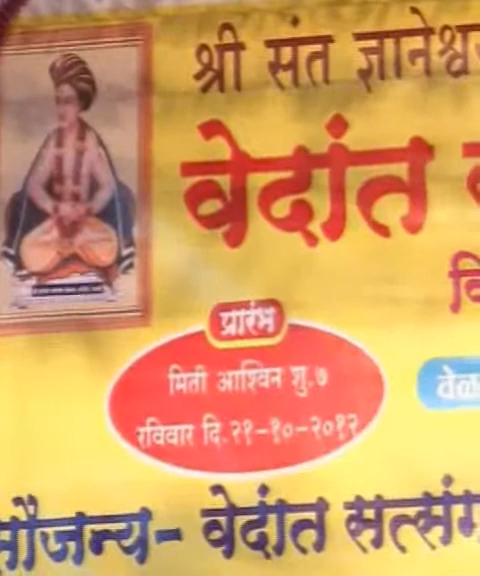 श्री संत ज्ञानेश्व
वेदांत
वि
प्रारंभ
मिती आश्विन शु.७
रविवार दि.२१-१०-२०१२
वेळ
सौजन्य- वेदांत सत्संग